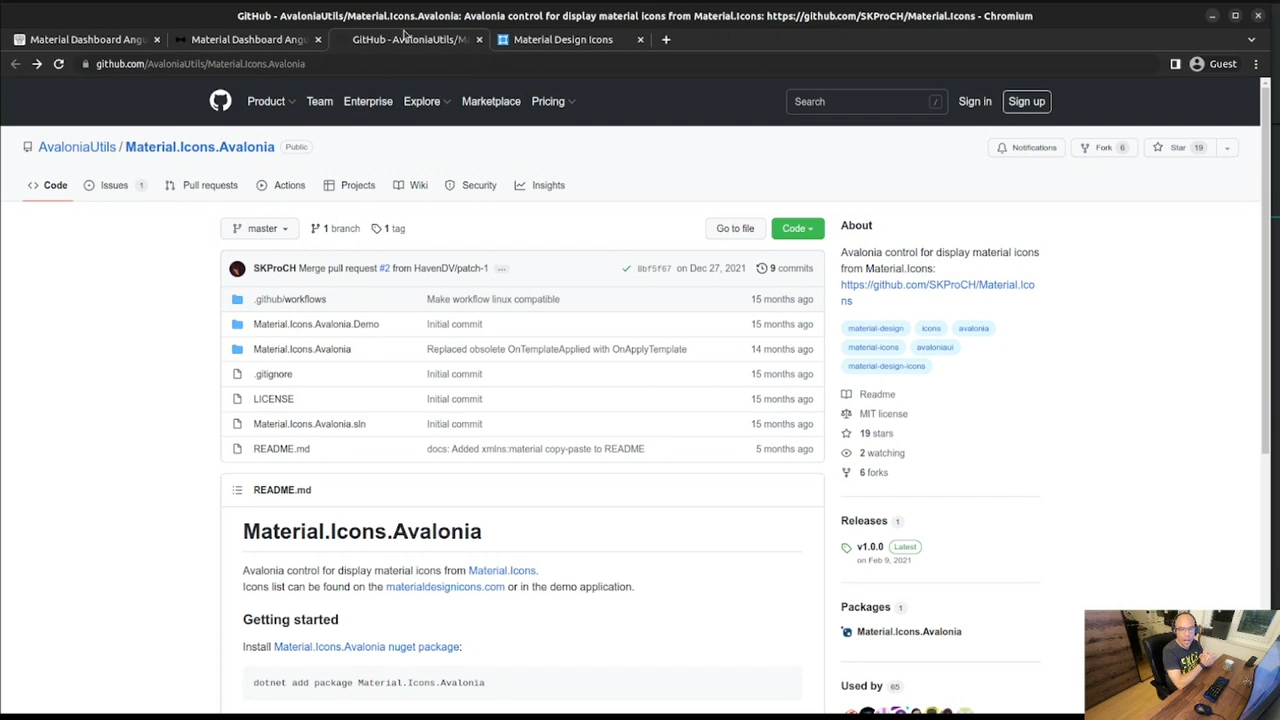 GitHub - AvaloniaUtils/Material.Icons.Avalonia: Avalonia control for display material icons from Material.Icons: https://github.com/SKProCH/Material.Icons - Chromium
Material Dashboard Angu
Material Dashboard Angu
GitHub - AvaloniaUtils/Ma
Material Design Icons
github.com/AvaloniaUtils/Material.Icons.Avalonia
Guest
Product
Team
Enterprise
Explore
Marketplace
Pricing
Search
/
Sign in
Sign up
AvaloniaUtils / Material.Icons.Avalonia
Public
Notifications
Fork 6
Star 19
Code
Issues 1
Pull requests
Actions
Projects
Wiki
Security
Insights
master
1 branch
1 tag
Go to file
Code
SKProCH Merge pull request #2 from HavenDV/patch-1 ...
8bf5f67 on Dec 27, 2021
9 commits
.github/workflows
Make workflow linux compatible
15 months ago
Material.Icons.Avalonia.Demo
Initial commit
15 months ago
Material.Icons.Avalonia
Replaced obsolete OnTemplateApplied with OnApplyTemplate
14 months ago
.gitignore
Initial commit
15 months ago
LICENSE
Initial commit
15 months ago
Material.Icons.Avalonia.sln
Initial commit
15 months ago
README.md
docs: Added xmlns:material copy-paste to README
5 months ago
README.md
Material.Icons.Avalonia
Avalonia control for display material icons from Material.Icons.
Icons list can be found on the materialdesignicons.com or in the demo application.
Getting started
Install Material.Icons.Avalonia nuget package:
dotnet add package Material.Icons.Avalonia
About
Avalonia control for display material icons
from Material.Icons:
https://github.com/SKProCH/Material.Ico
ns
material-design
icons
avalonia
material-icons
avaloniaui
material-design-icons
Readme
MIT license
19 stars
2 watching
6 forks
Releases 1
v1.0.0 Latest
on Feb 9, 2021
Packages 1
Material.Icons.Avalonia
Used by 65